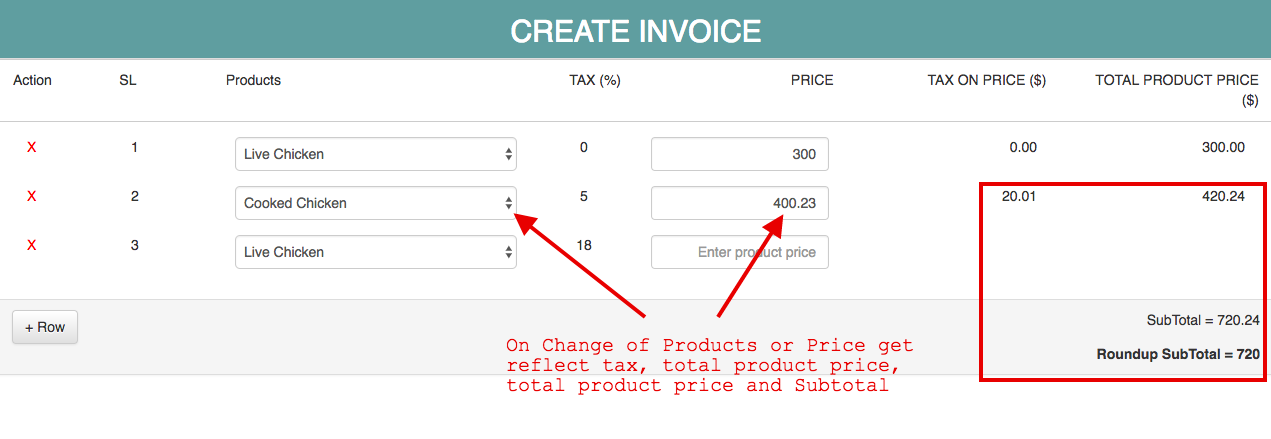 CREATE INVOICE
Action SL Products TAX (%) PRICE TAX ON PRICE ($) TOTAL PRODUCT PRICE
($)
X 1 Live Chicken 0 300 0.00 300.00
X 2 Cooked Chicken 5 400.23 20.01 420.24
X 3 Live Chicken 18 Enter product price
+ Row
SubTotal = 720.24
Roundup SubTotal = 720
On Change of Products or Price get
reflect tax, total product price,
total product price and Subtotal